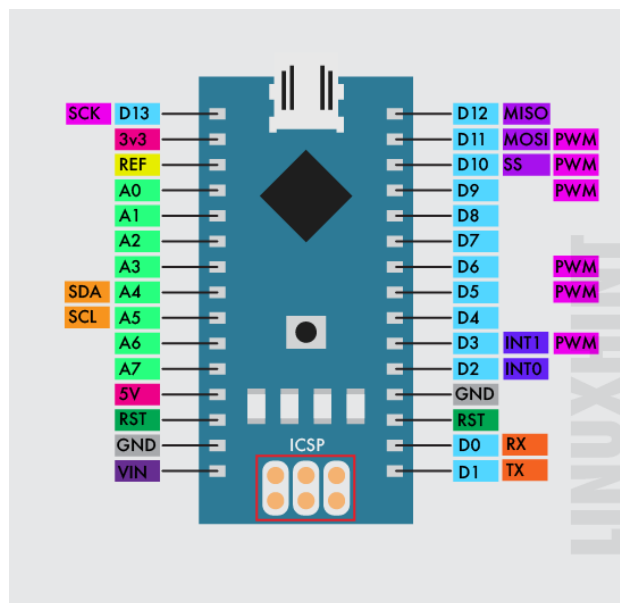 SCK D13
3v3
REF
A0
A1
A2
A3
SDA A4
SCL A5
A6
A7
5V
RST
GND
VIN
D12 MISO
D11 MOSI PWM
D10 SS PWM
D9 PWM
D8
D7
D6 PWM
D5 PWM
D4
D3 INT1 PWM
D2 INT0
GND
RST
D0 RX
D1 TX
ICSP
LINUXHINT